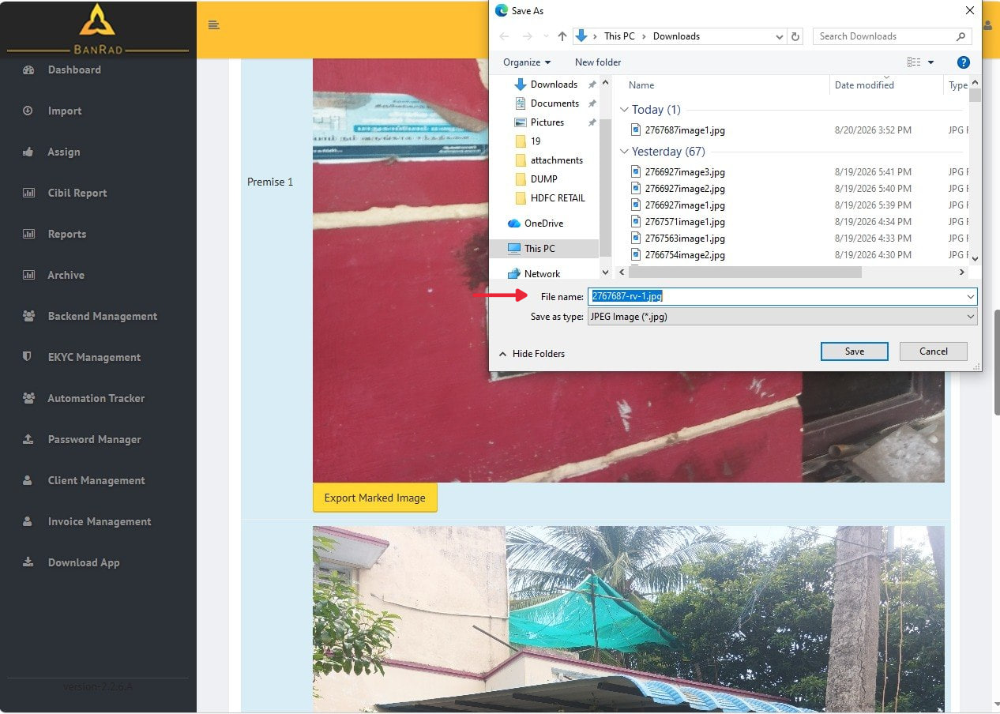 BANRAD
Dashboard
Import
Assign
Cibil Report
Reports
Archive
Backend Management
EKYC Management
Automation Tracker
Password Manager
Client Management
Invoice Management
Download App
version-2.2.6.A
Premise 1
Export Marked Image
Save As
This PC
Downloads
Search Downloads
Organize
New folder
Downloads
Documents
Pictures
19
attachments
DUMP
HDFC RETAIL
OneDrive
This PC
Network
Name Date modified Type
Today (1)
2767687image1.jpg 8/20/2026 3:52 PM JPG F
Yesterday (67)
2766927image3.jpg 8/19/2026 5:41 PM JPG F
2766927image2.jpg 8/19/2026 5:40 PM JPG F
2766927image1.jpg 8/19/2026 5:39 PM JPG F
2767571image1.jpg 8/19/2026 4:34 PM JPG F
2767563image1.jpg 8/19/2026 4:33 PM JPG F
2766754image2.jpg 8/19/2026 4:30 PM JPG F
File name: 2767687-rv-1.jpg
Save as type: JPEG Image (*.jpg)
Hide Folders
Save
Cancel